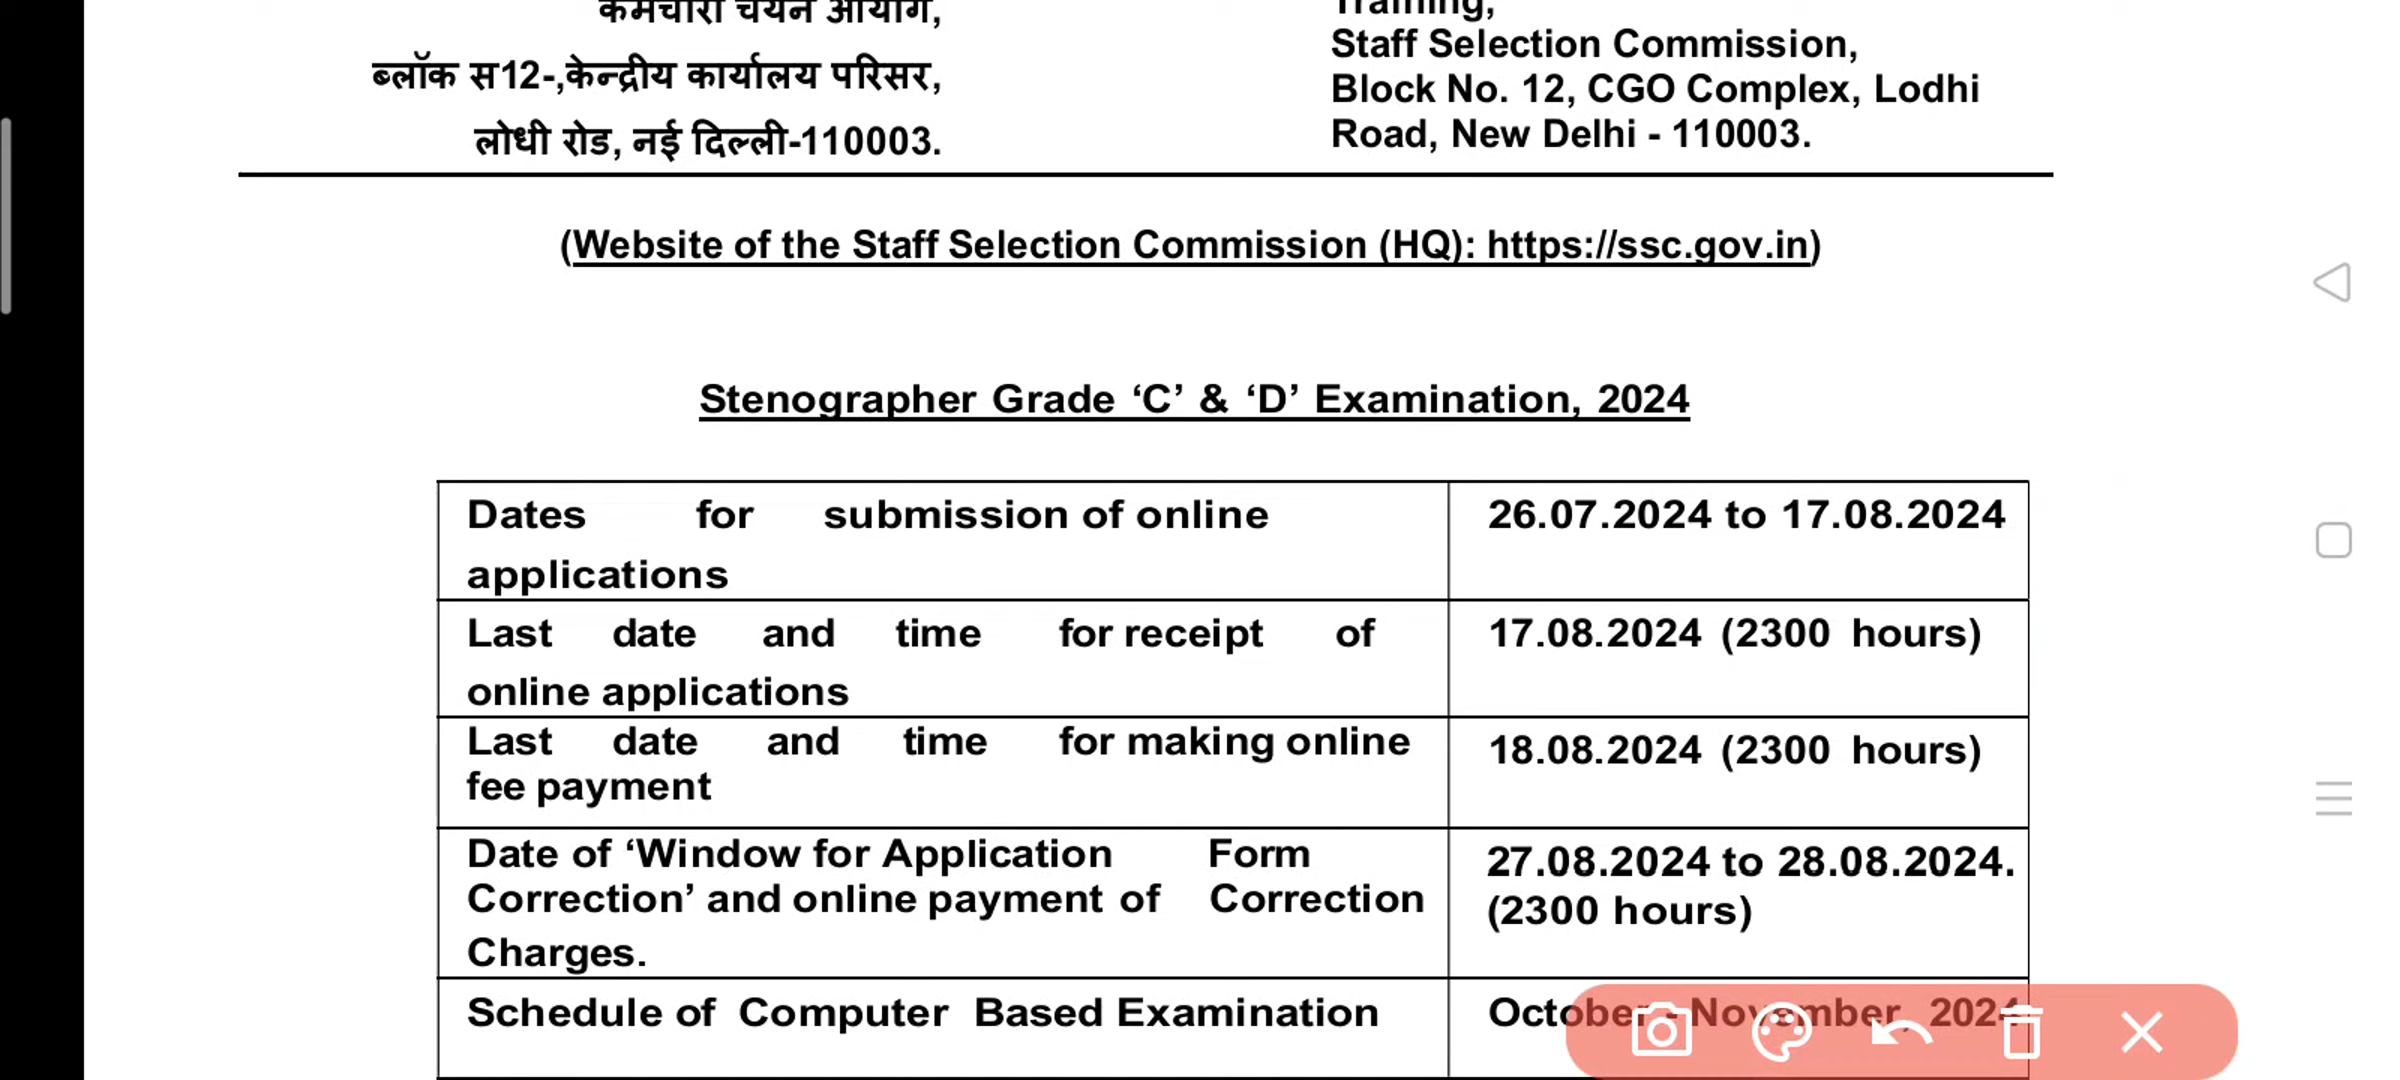 कर्मचारी चयन आयोग,
ब्लॉक स12-,केन्द्रीय कार्यालय परिसर,
लोधी रोड, नई दिल्ली-110003.
Training,
Staff Selection Commission,
Block No. 12, CGO Complex, Lodhi
Road, New Delhi - 110003.
(Website of the Staff Selection Commission (HQ): https://ssc.gov.in)
Stenographer Grade ‘C’ & ‘D’ Examination, 2024
Dates for submission of online
applications
26.07.2024 to 17.08.2024
Last date and time for receipt of
online applications
17.08.2024 (2300 hours)
Last date and time for making online
fee payment
18.08.2024 (2300 hours)
Date of ‘Window for Application Form
Correction’ and online payment of Correction
Charges.
27.08.2024 to 28.08.2024.
(2300 hours)
Schedule of Computer Based Examination
October - November, 2024